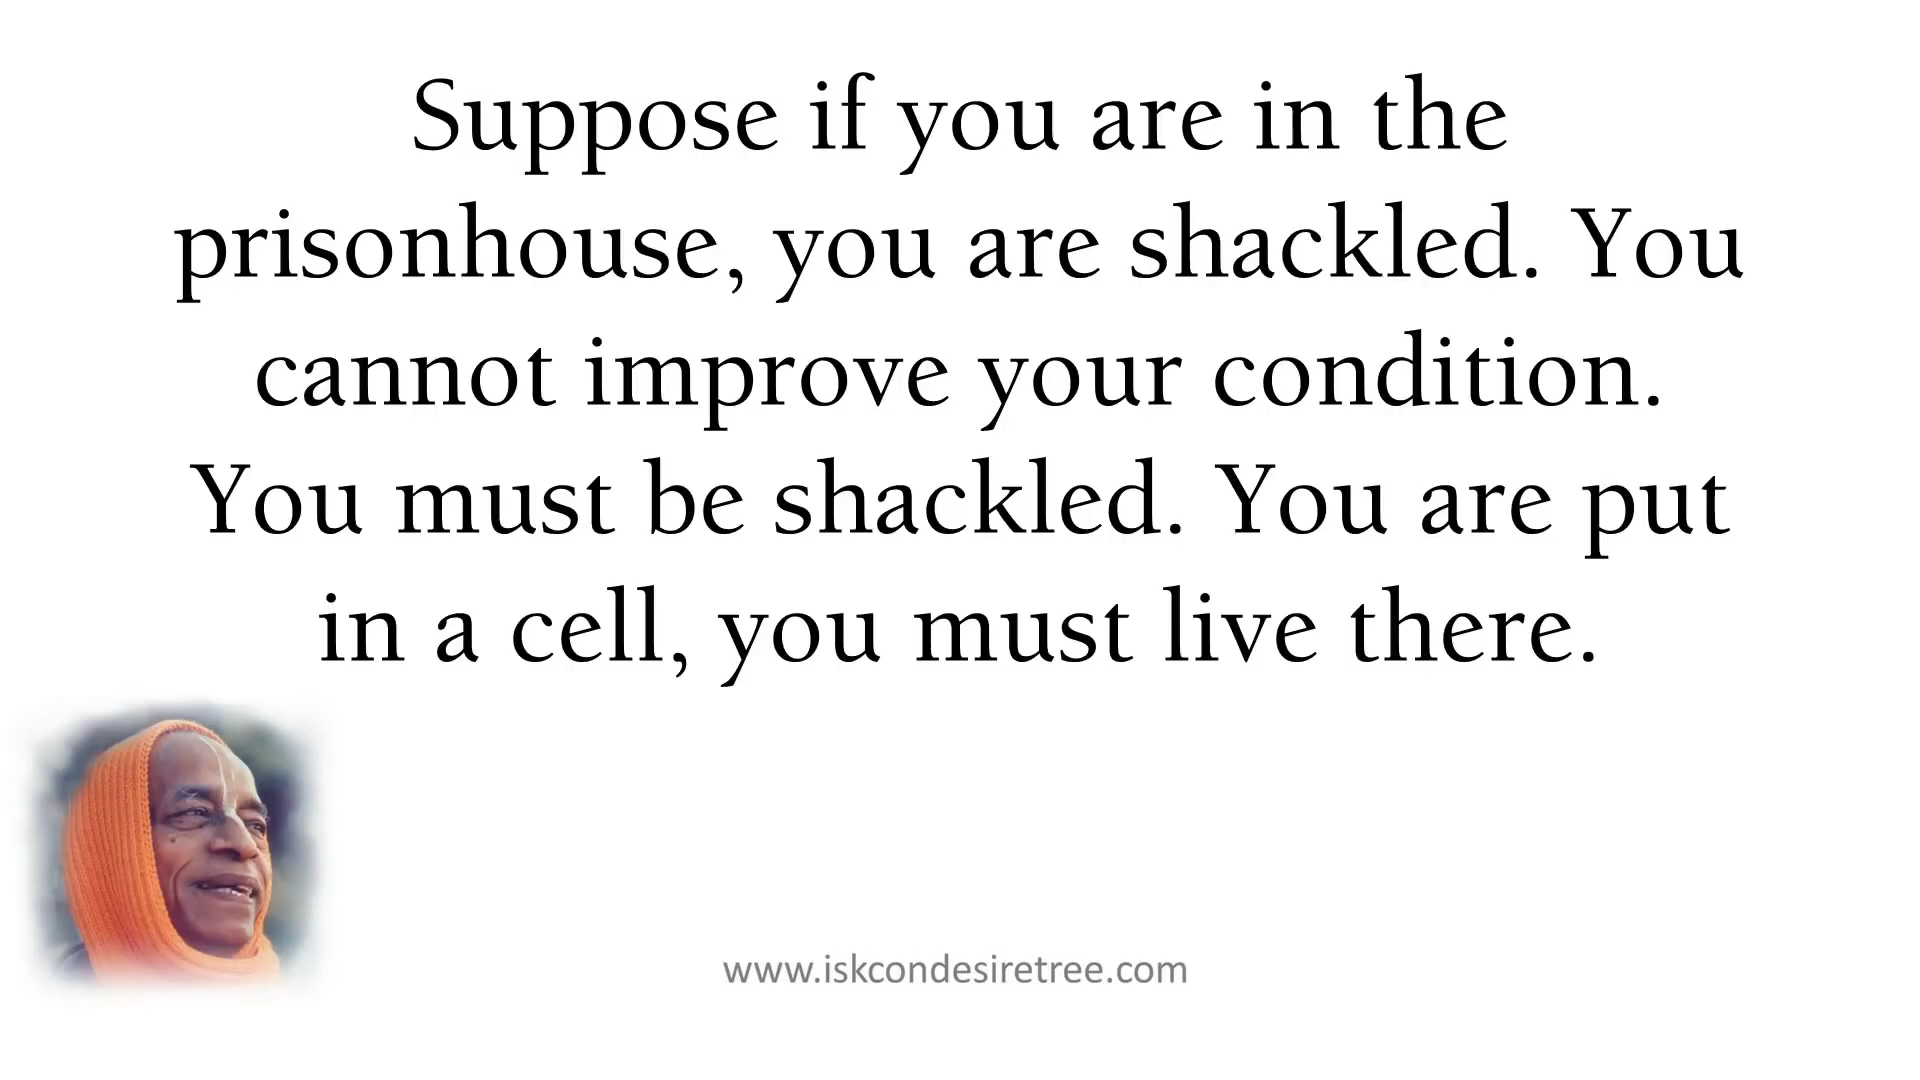 Suppose if you are in the
prisonhouse, you are shackled. You
cannot improve your condition.
You must be shackled. You are put
in a cell, you must live there.
www.iskcondesiretree.com